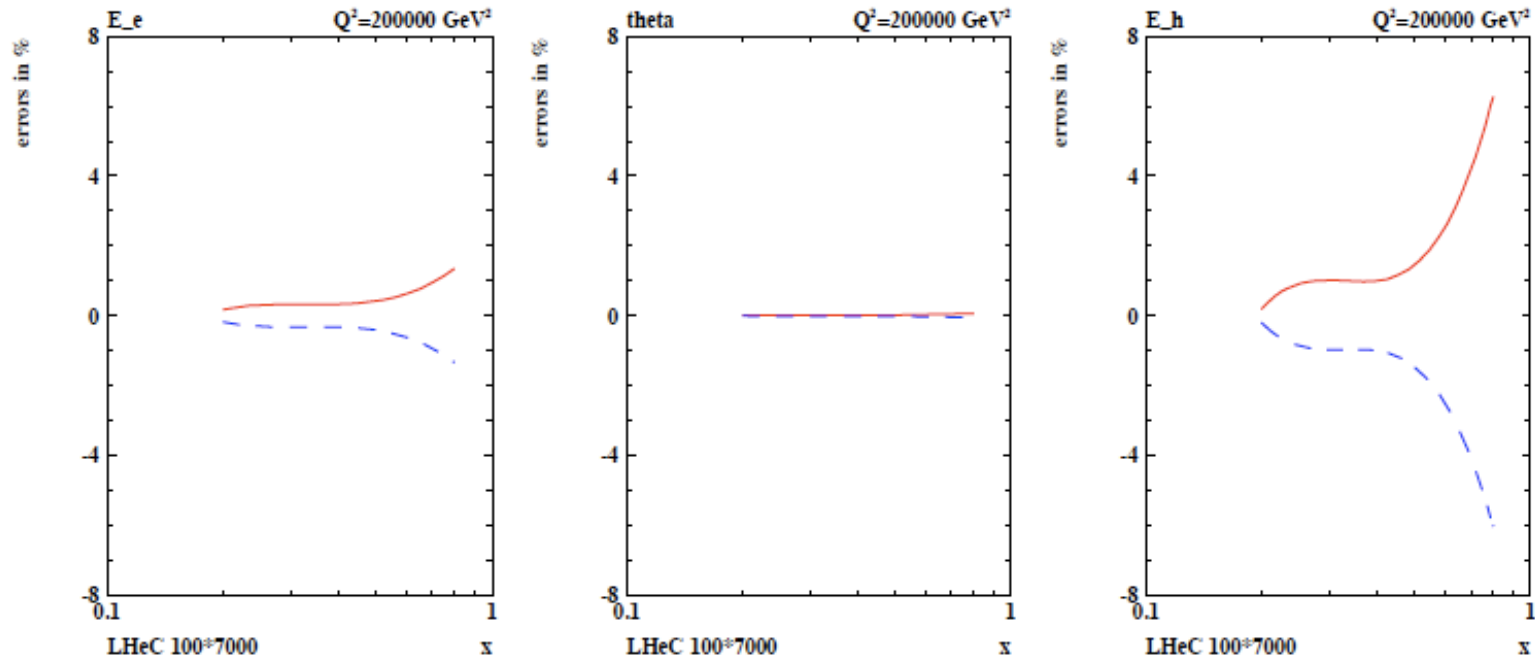 E_e Q²=200000 GeV²
errors in %
8
4
0
-4
-8
0.1 1
LHeC 100*7000 x
theta Q²=200000 GeV²
errors in %
8
4
0
-4
-8
0.1 1
LHeC 100*7000 x
E_h Q²=200000 GeV²
errors in %
8
4
0
-4
-8
0.1 1
LHeC 100*7000 x